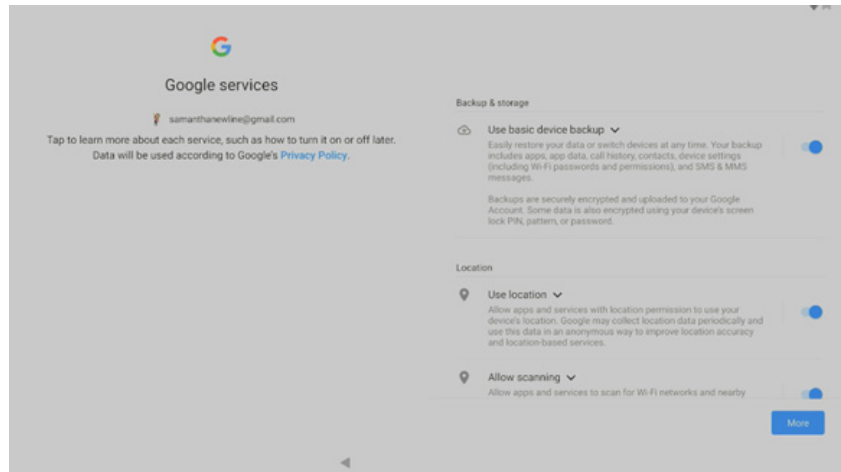 Google services
samanthanewline@gmail.com
Tap to learn more about each service, such as how to turn it on or off later.
Data will be used according to Google's Privacy Policy.
Backup & storage
Use basic device backup
Easily restore your data or switch devices at any time. Your backup
includes apps, app data, call history, contacts, device settings
(including Wi-Fi passwords and permissions), and SMS & MMS
messages.
Backups are securely encrypted and uploaded to your Google
Account. Some data is also encrypted using your device's screen
lock PIN, pattern, or password.
Location
Use location
Allow apps and services with location permission to use your
device's location. Google may collect location data periodically and
use this data in an anonymous way to improve location accuracy
and location-based services.
Allow scanning
Allow apps and services to scan for Wi-Fi networks and nearby
More